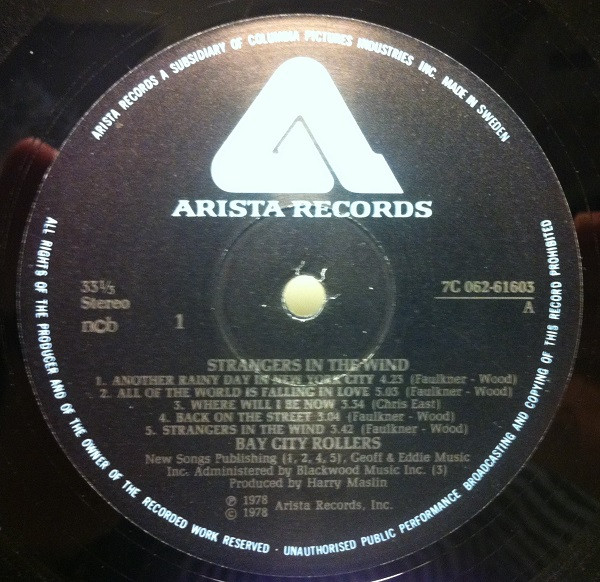 ARISTA RECORDS A SUBSIDIARY OF COLUMBIA PICTURES INDUSTRIES INC. MADE IN SWEDEN
ARISTA RECORDS
33⅓
Stereo
ncb
1
7C 062-61603
A
STRANGERS IN THE WIND
1. ANOTHER RAINY DAY IN NEW YORK CITY 4.25 (Faulkner - Wood)
2. ALL OF THE WORLD IS FALLING IN LOVE 5.03 (Faulkner - Wood)
3. WHERE WILL I BE NOW 3.34 (Chris East)
4. BACK ON THE STREET 3.04 (Faulkner - Wood)
5. STRANGERS IN THE WIND 3.42 (Faulkner - Wood)
BAY CITY ROLLERS
New Songs Publishing (1, 2, 4, 5), Geoff & Eddie Music
Inc. Administered by Blackwood Music Inc. (3)
Produced by Harry Maslin
℗ 1978
© 1978 Arista Records, Inc.
ALL RIGHTS OF THE PRODUCER AND OF THE OWNER OF THE RECORDED WORK RESERVED - UNAUTHORISED PUBLIC PERFORMANCE BROADCASTING AND COPYING OF THIS RECORD PROHIBITED